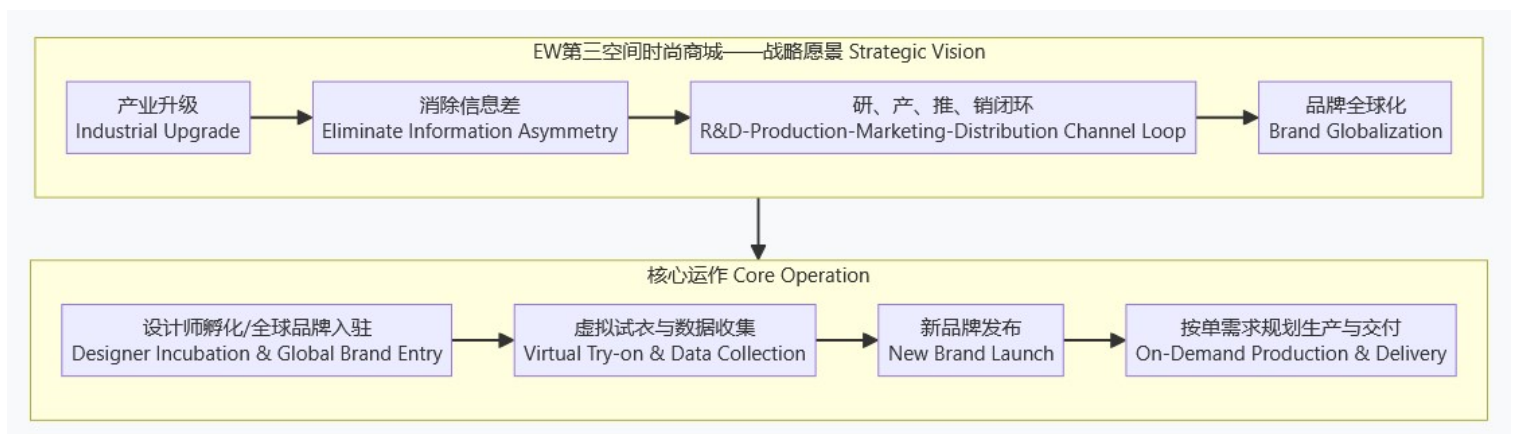 EW第三空间时尚商城——战略愿景 Strategic Vision
产业升级
Industrial Upgrade
消除信息差
Eliminate Information Asymmetry
研、产、推、销闭环
R&D-Production-Marketing-Distribution Channel Loop
品牌全球化
Brand Globalization
核心运作 Core Operation
设计师孵化/全球品牌入驻
Designer Incubation & Global Brand Entry
虚拟试衣与数据收集
Virtual Try-on & Data Collection
新品牌发布
New Brand Launch
按单需求规划生产与交付
On-Demand Production & Delivery